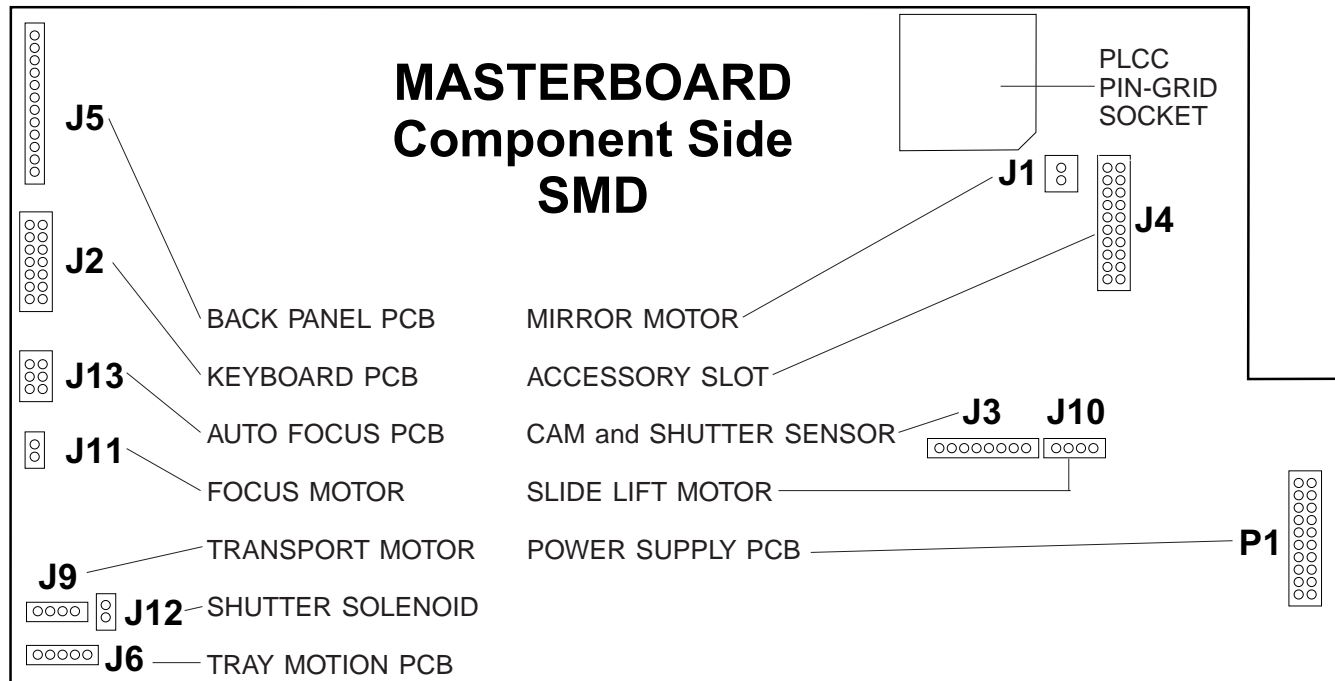 MASTERBOARD
Component Side
SMD
PLCC
PIN-GRID
SOCKET
J5
J1
J4
J2
BACK PANEL PCB
MIRROR MOTOR
J13
KEYBOARD PCB
ACCESSORY SLOT
J3
J10
AUTO FOCUS PCB
CAM and SHUTTER SENSOR
J11
FOCUS MOTOR
SLIDE LIFT MOTOR
TRANSPORT MOTOR
POWER SUPPLY PCB
P1
J9
J12
SHUTTER SOLENOID
J6
TRAY MOTION PCB